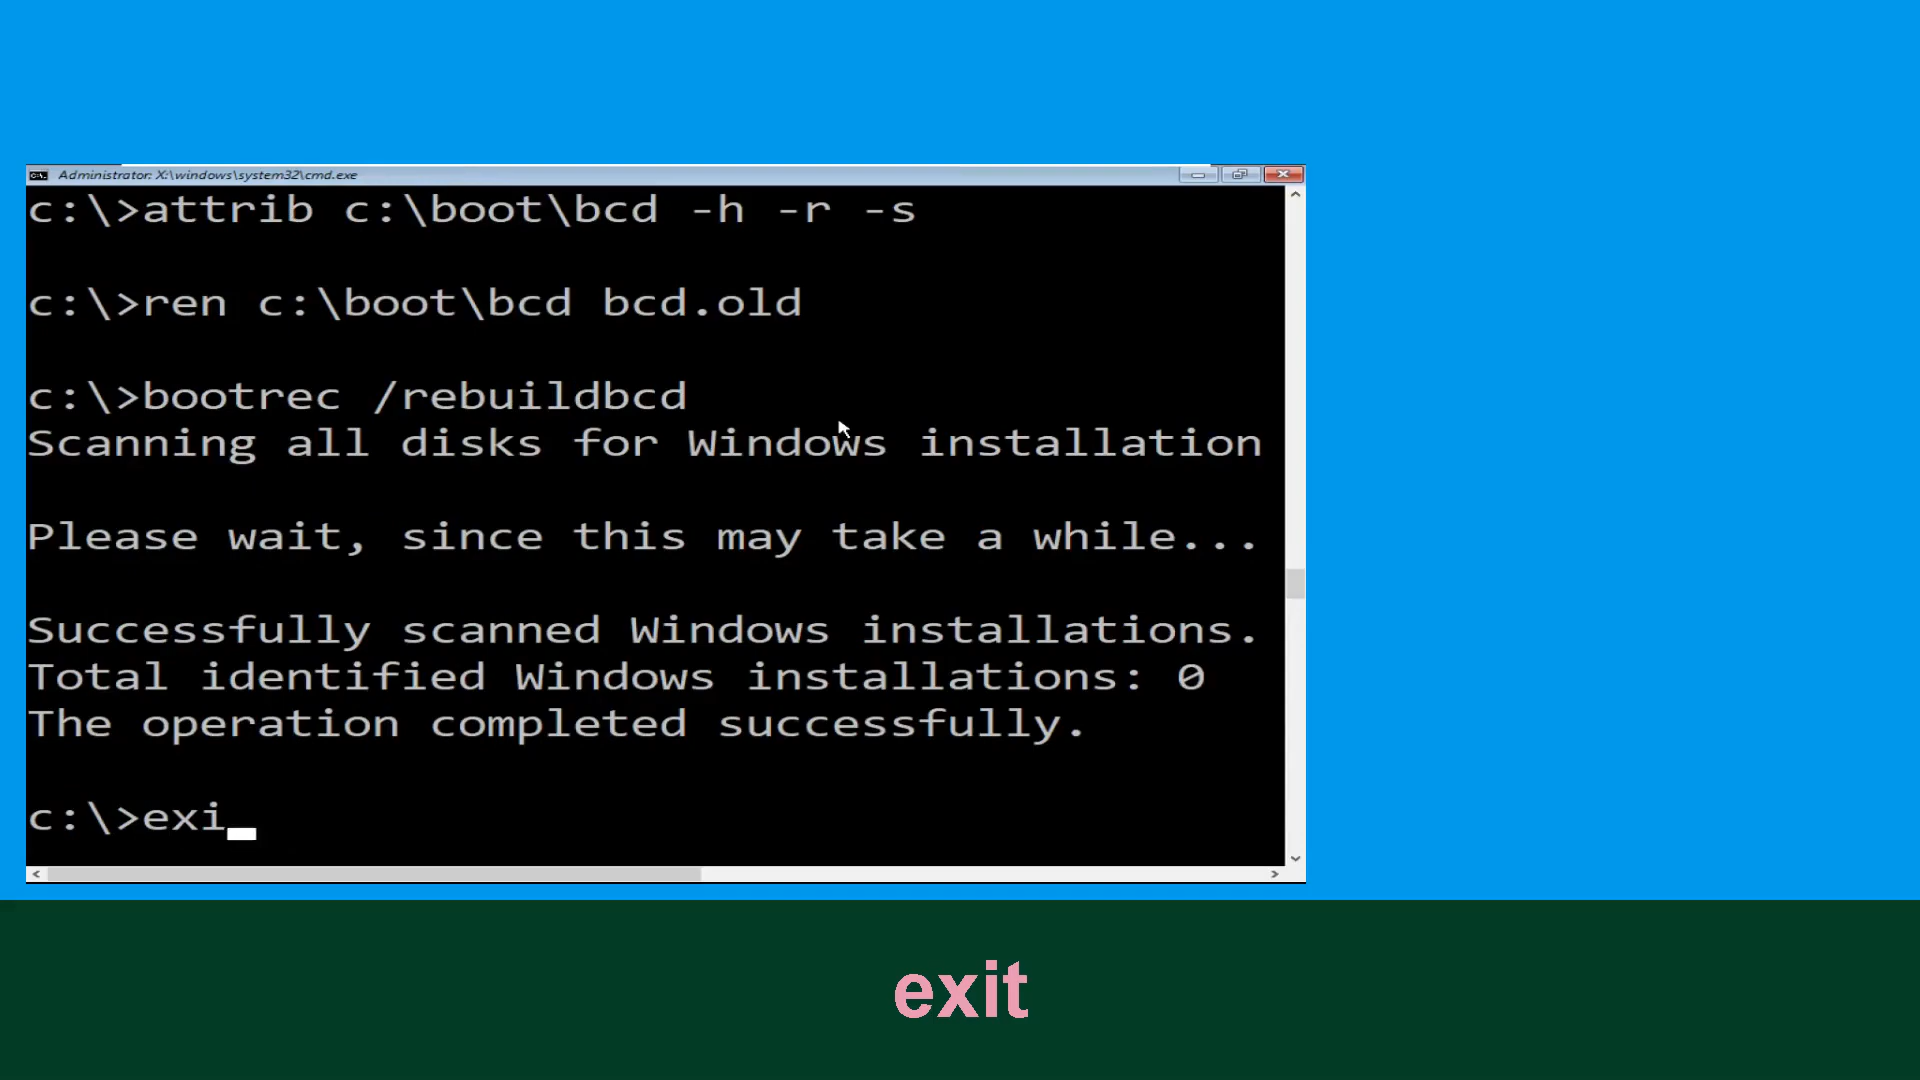 Administrator: X:\windows\system32\cmd.exe
c:\>attrib c:\boot\bcd -h -r -s
c:\>ren c:\boot\bcd bcd.old
c:\>bootrec /rebuildbcd
Scanning all disks for Windows installation
Please wait, since this may take a while...
Successfully scanned Windows installations.
Total identified Windows installations: 0
The operation completed successfully.
c:\>exi
exit